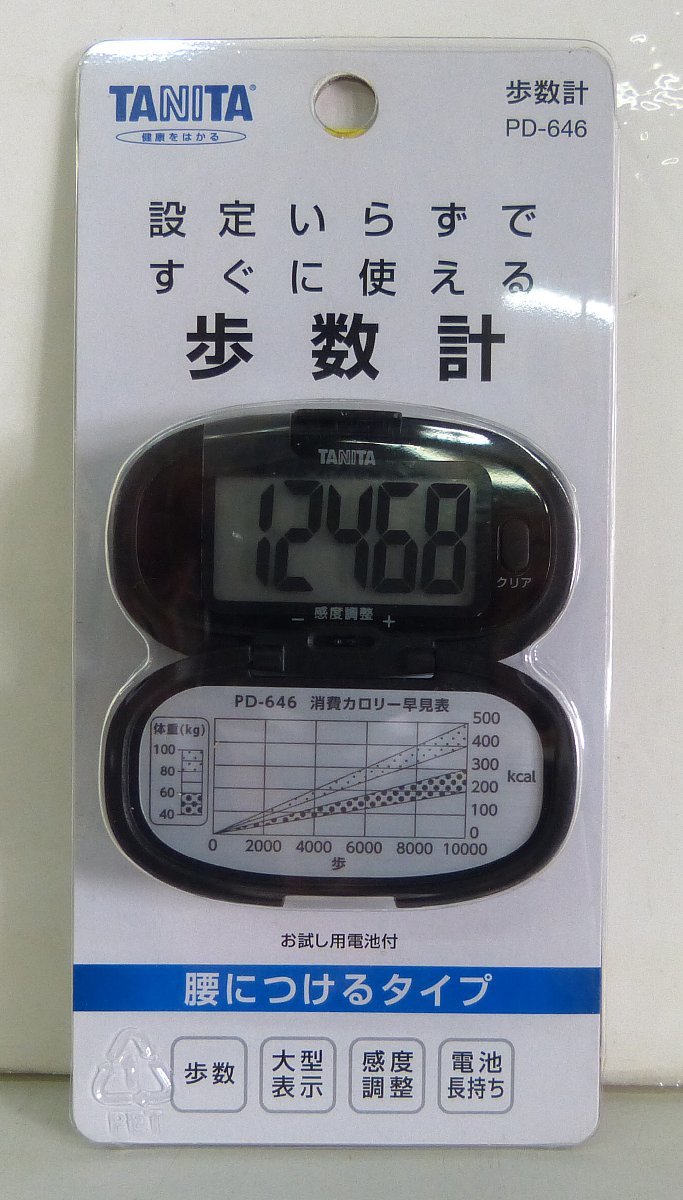 TANITA®
健康をはかる
歩数計
PD-646
設定いらずで
すぐに使える
歩数計
TANITA
12468
クリア
− 感度調整 +
PD-646 消費カロリー早見表
体重(kg)
100
80
60
40
500
400
300
200
100
0
kcal
0 2000 4000 6000 8000 10000
歩
お試し用電池付
腰につけるタイプ
歩数
大型
表示
感度
調整
電池
長持ち
PET